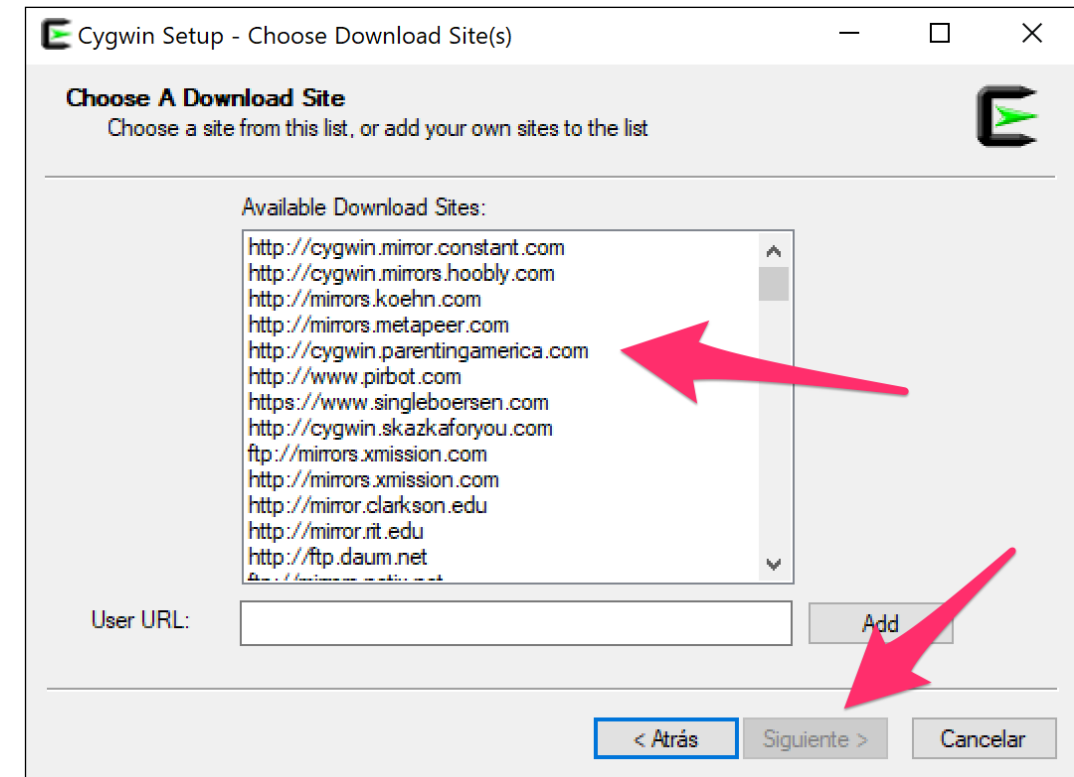 Cygwin Setup - Choose Download Site(s)
Choose A Download Site
Choose a site from this list, or add your own sites to the list
Available Download Sites:
http://cygwin.mirror.constant.com
http://cygwin.mirrors.hoobly.com
http://mirrors.koehn.com
http://mirrors.metapeer.com
http://cygwin.parentingamerica.com
http://www.pirbot.com
https://www.singleboersen.com
http://cygwin.skazkaforyou.com
ftp://mirrors.xmission.com
http://mirrors.xmission.com
http://mirror.clarkson.edu
http://mirror.rit.edu
http://ftp.daum.net
User URL:
Add
< Atrás
Siguiente >
Cancelar